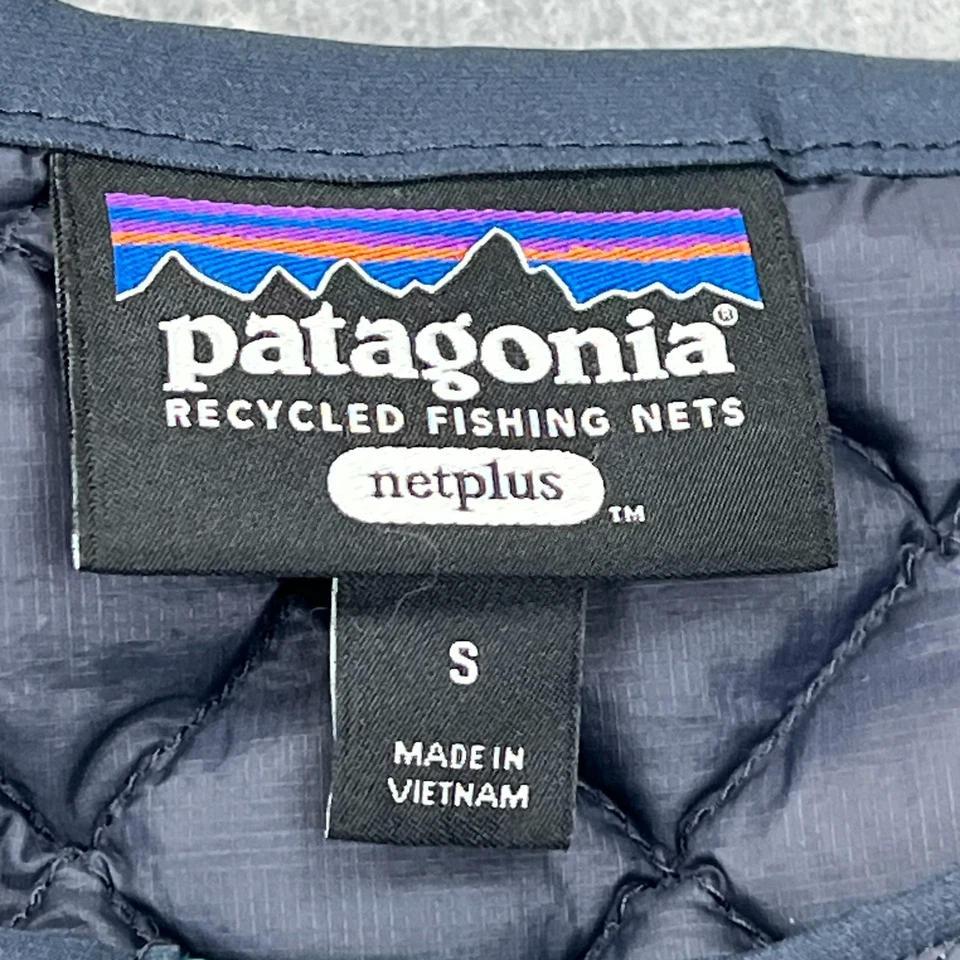 patagonia®
RECYCLED FISHING NETS
netplus™
S
MADE IN
VIETNAM